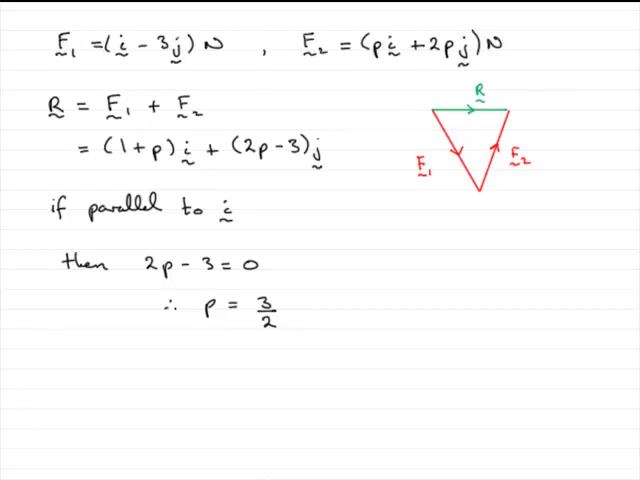 F₁ = (i - 3j) N , F₂ = (pi + 2pj) N
R = F₁ + F₂
= (1+p) i + (2p-3) j
if parallel to i
then 2p - 3 = 0
∴ p = 3/2
R
F₁
F₂